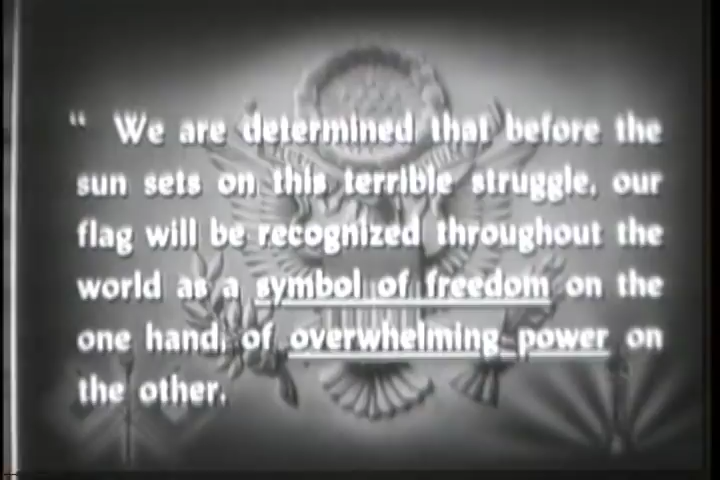 " We are determined that before the
sun sets on this terrible struggle, our
flag will be recognized throughout the
world as a symbol of freedom on the
one hand, of overwhelming power on
the other.